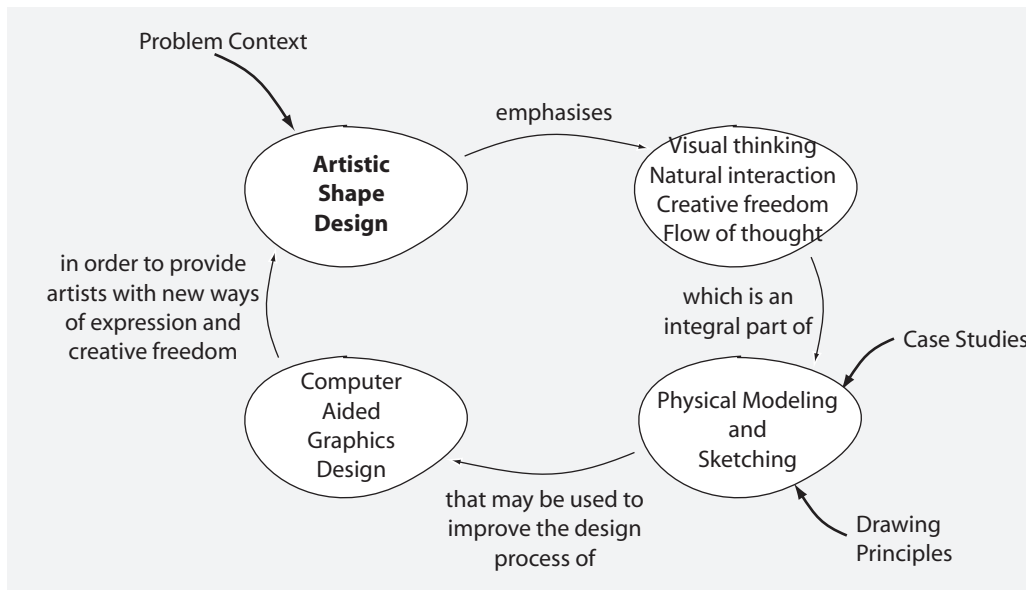 Problem Context
Artistic
Shape
Design
emphasises
Visual thinking
Natural interaction
Creative freedom
Flow of thought
which is an
integral part of
Case Studies
Physical Modeling
and
Sketching
Drawing
Principles
that may be used to
improve the design
process of
Computer
Aided
Graphics
Design
in order to provide
artists with new ways
of expression and
creative freedom